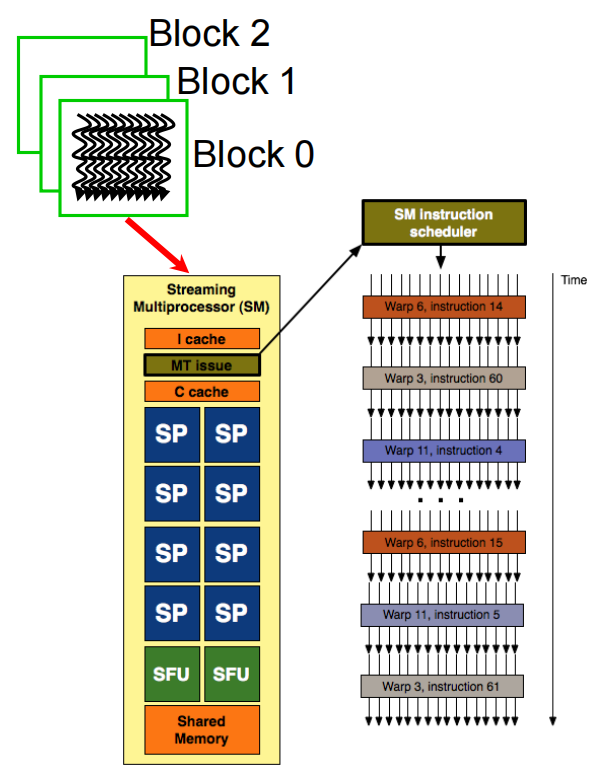 Block 2
Block 1
Block 0
Streaming
Multiprocessor (SM)
I cache
MT issue
C cache
SP SP
SP SP
SP SP
SP SP
SFU SFU
Shared
Memory
SM instruction
scheduler
Time
Warp 6, instruction 14
Warp 3, instruction 60
Warp 11, instruction 4
. . .
Warp 6, instruction 15
Warp 11, instruction 5
Warp 3, instruction 61